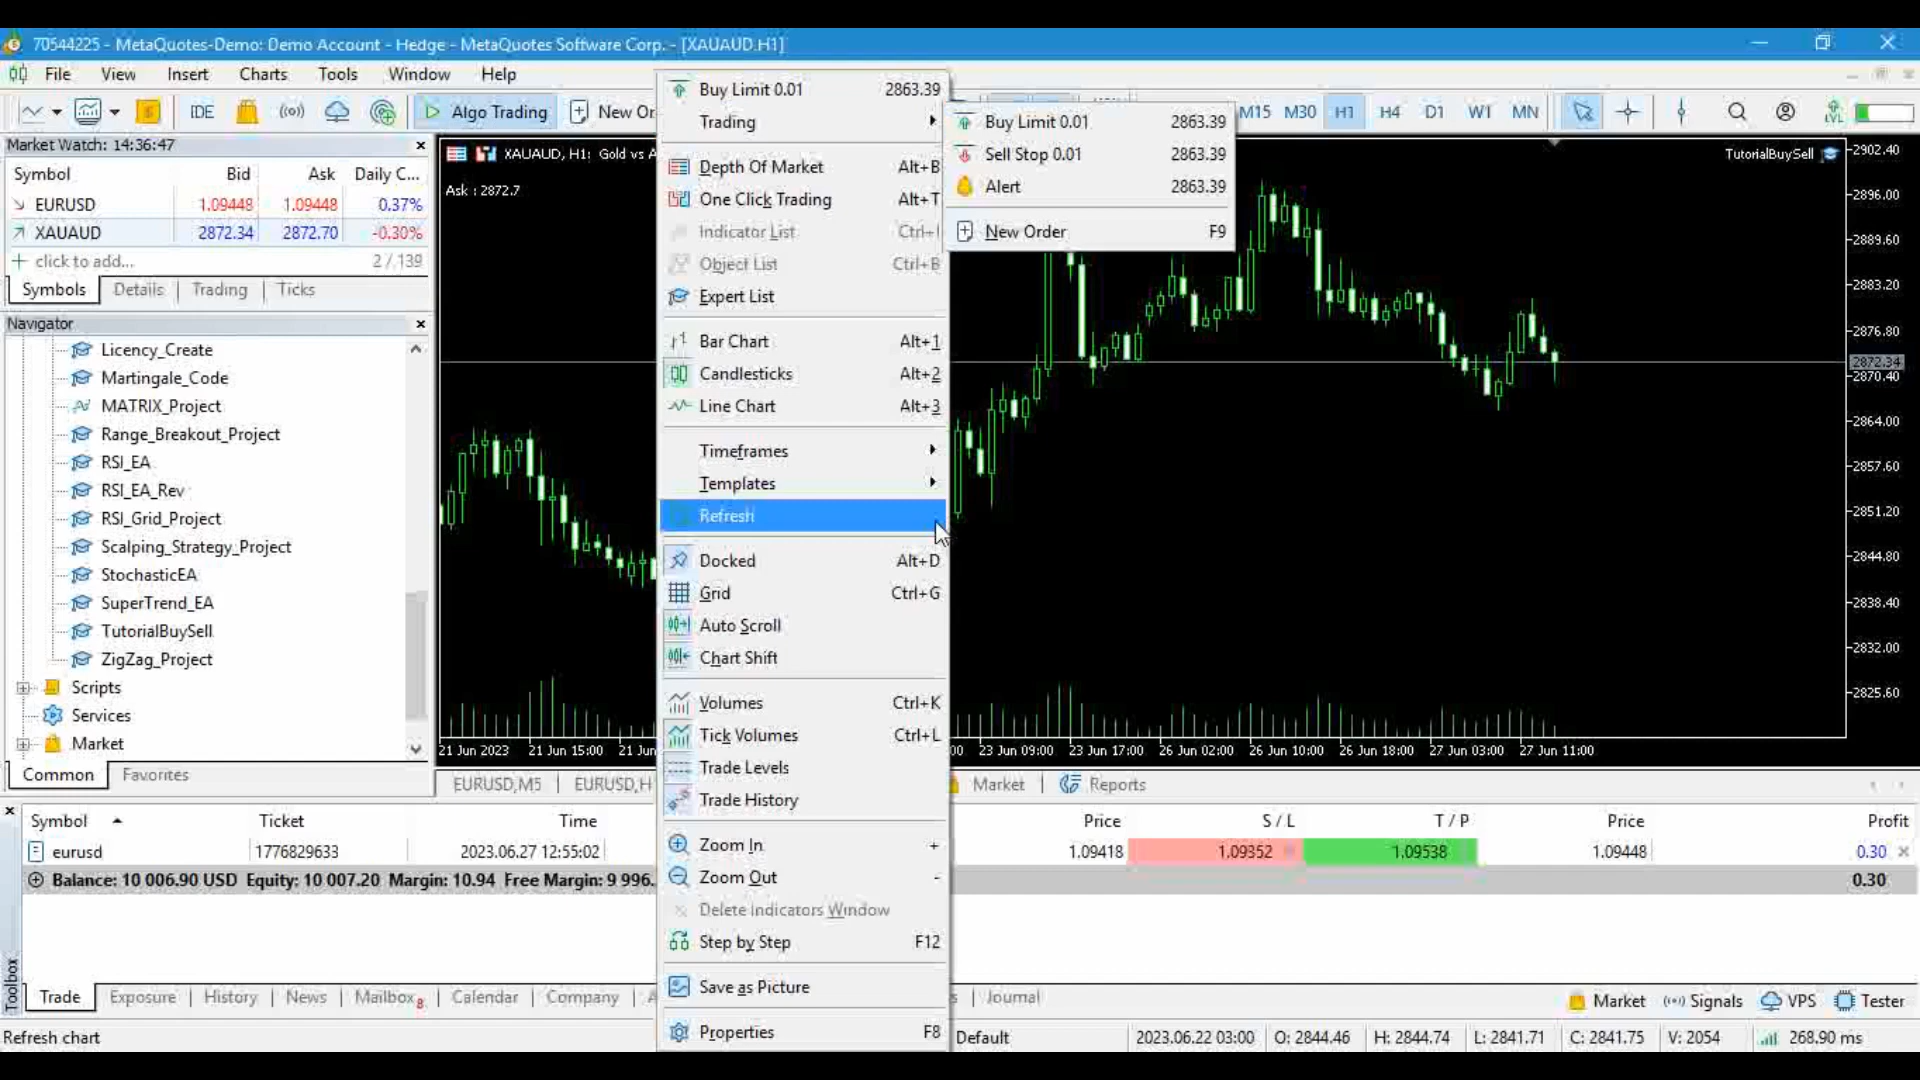 70544225 - MetaQuotes-Demo: Demo Account - Hedge - MetaQuotes Software Corp. - [XAUAUD,H1]
File View Insert Charts Tools Window Help
IDE Algo Trading New Or M15 M30 H1 H4 D1 W1 MN
Market Watch: 14:36:47
Symbol Bid Ask Daily C...
EURUSD 1.09448 1.09448 0.37%
XAUAUD 2872.34 2872.70 -0.30%
click to add... 2 / 139
Symbols Details Trading Ticks
Navigator
Licency_Create
Martingale_Code
MATRIX_Project
Range_Breakout_Project
RSI_EA
RSI_EA_Rev
RSI_Grid_Project
Scalping_Strategy_Project
StochasticEA
SuperTrend_EA
TutorialBuySell
ZigZag_Project
Scripts
Services
Market
Common Favorites
XAUAUD, H1: Gold vs A
Ask : 2872.7
TutorialBuySell
Buy Limit 0.01 2863.39
Trading
Depth Of Market Alt+B
One Click Trading Alt+T
Indicator List Ctrl+I
Object List Ctrl+B
Expert List
Bar Chart Alt+1
Candlesticks Alt+2
Line Chart Alt+3
Timeframes
Templates
Refresh
Docked Alt+D
Grid Ctrl+G
Auto Scroll
Chart Shift
Volumes Ctrl+K
Tick Volumes Ctrl+L
Trade Levels
Trade History
Zoom In +
Zoom Out -
Delete Indicators Window
Step by Step F12
Save as Picture
Properties F8
Buy Limit 0.01 2863.39
Sell Stop 0.01 2863.39
Alert 2863.39
New Order F9
2902.40
2896.00
2889.60
2883.20
2876.80
2872.34
2870.40
2864.00
2857.60
2851.20
2844.80
2838.40
2832.00
2825.60
21 Jun 2023 21 Jun 15:00 21 Jun 00 23 Jun 09:00 23 Jun 17:00 26 Jun 02:00 26 Jun 10:00 26 Jun 18:00 27 Jun 03:00 27 Jun 11:00
EURUSD,M5 EURUSD,H Market Reports
Symbol Ticket Time Price S / L T / P Price Profit
eurusd 1776829633 2023.06.27 12:55:02 1.09418 1.09352 1.09538 1.09448 0.30
Balance: 10 006.90 USD Equity: 10 007.20 Margin: 10.94 Free Margin: 9 996. 0.30
Toolbox
Trade Exposure History News Mailbox 8 Calendar Company A s Journal
Market Signals VPS Tester
Refresh chart Default 2023.06.22 03:00 O: 2844.46 H: 2844.74 L: 2841.71 C: 2841.75 V: 2054 268.90 ms